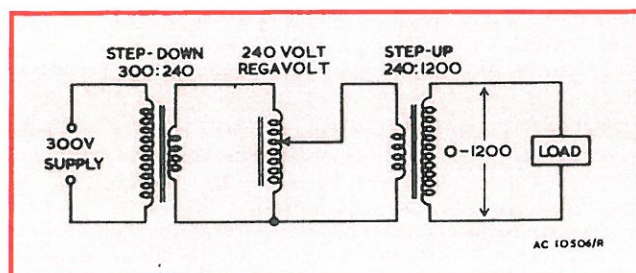 STEP-DOWN
300:240
240 VOLT
REGAVOLT
STEP-UP
240:1200
300V
SUPPLY
0-1200
LOAD
AC 10506/R